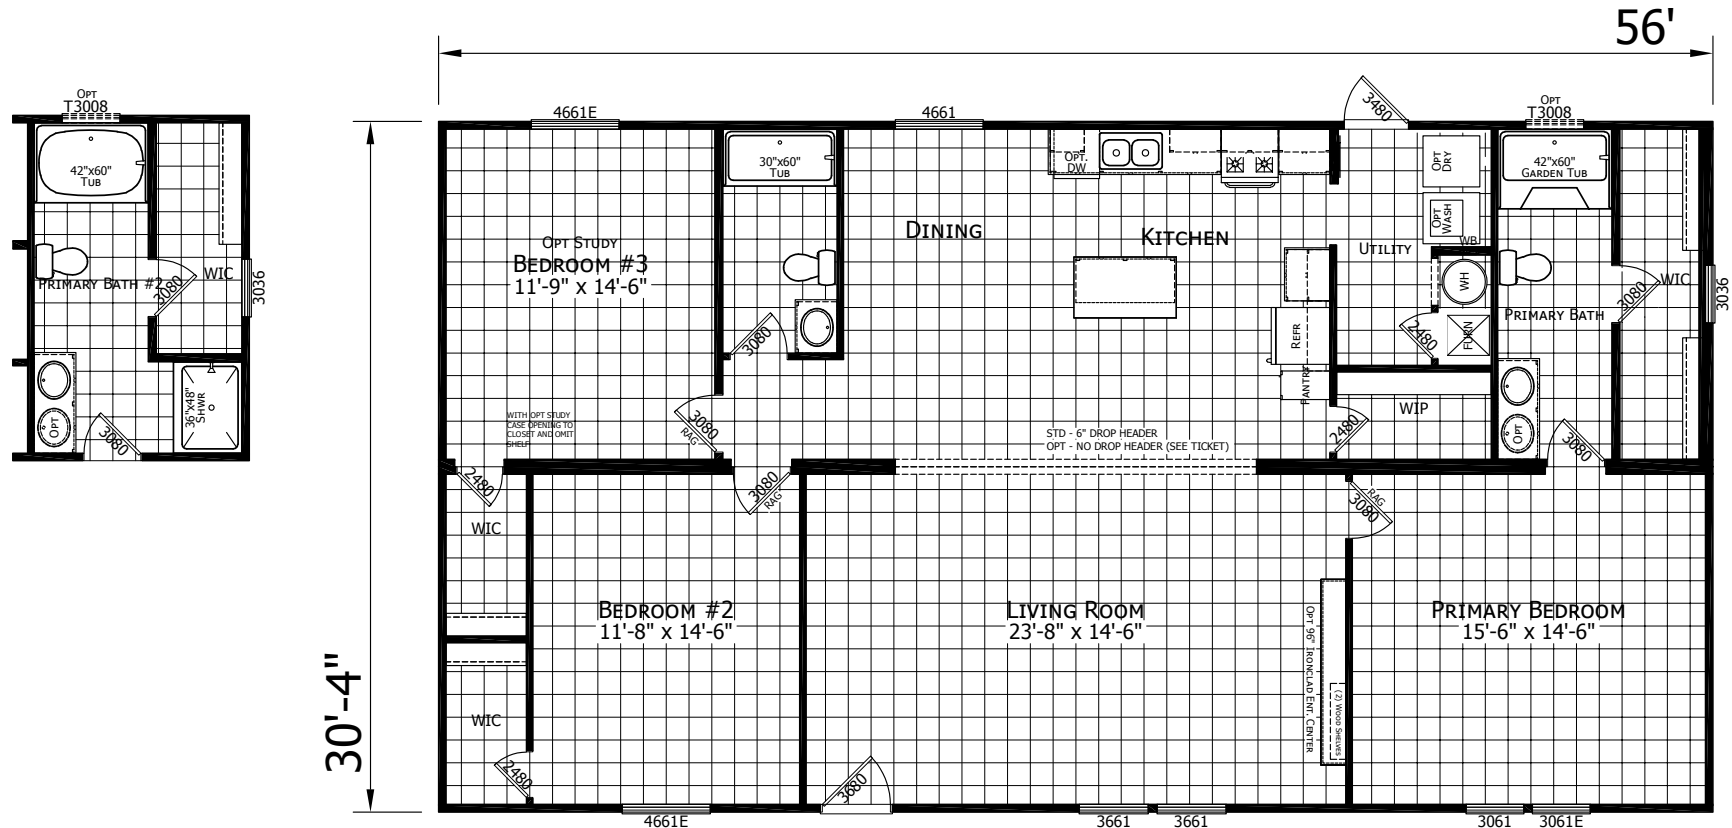 56'
30'-4"
OPT
T3008
42"x60"
TUB
PRIMARY BATH #2
3080
WIC
3036
36"x48"
SHWR
OPT
3080
4661E
4661
3480
OPT
T3008
OPT STUDY
BEDROOM #3
11'-9" x 14'-6"
30"x60"
TUB
3080
WITH OPT STUDY
CASE OPENING TO
CLOSET AND OMIT
SHELF
3080
RAG
DINING
KITCHEN
OPT.
DW
REFR
PANTRY
STD - 6" DROP HEADER
OPT - NO DROP HEADER (SEE TICKET)
UTILITY
OPT
DRY
OPT
WASH
WB
WH
FURN
2480
WIP
2480
42"x60"
GARDEN TUB
PRIMARY BATH
OPT
3080
3080
WIC
3036
2480
WIC
WIC
2480
3080
RAG
BEDROOM #2
11'-8" x 14'-6"
LIVING ROOM
23'-8" x 14'-6"
OPT 96" IRONCLAD ENT. CENTER
(2) WOOD SHELVES
RAG
3080
PRIMARY BEDROOM
15'-6" x 14'-6"
3680
4661E
3661
3661
3061
3061E